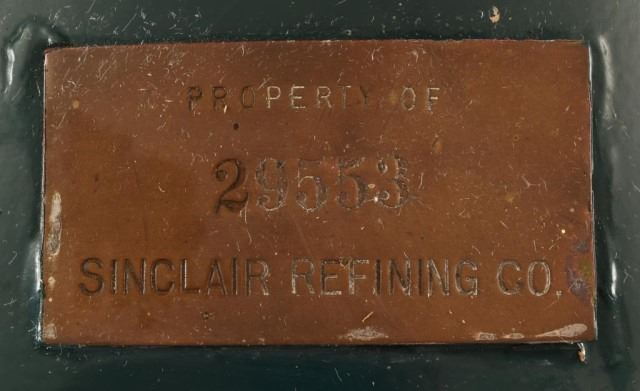 PROPERTY OF
29553
SINCLAIR REFINING CO.